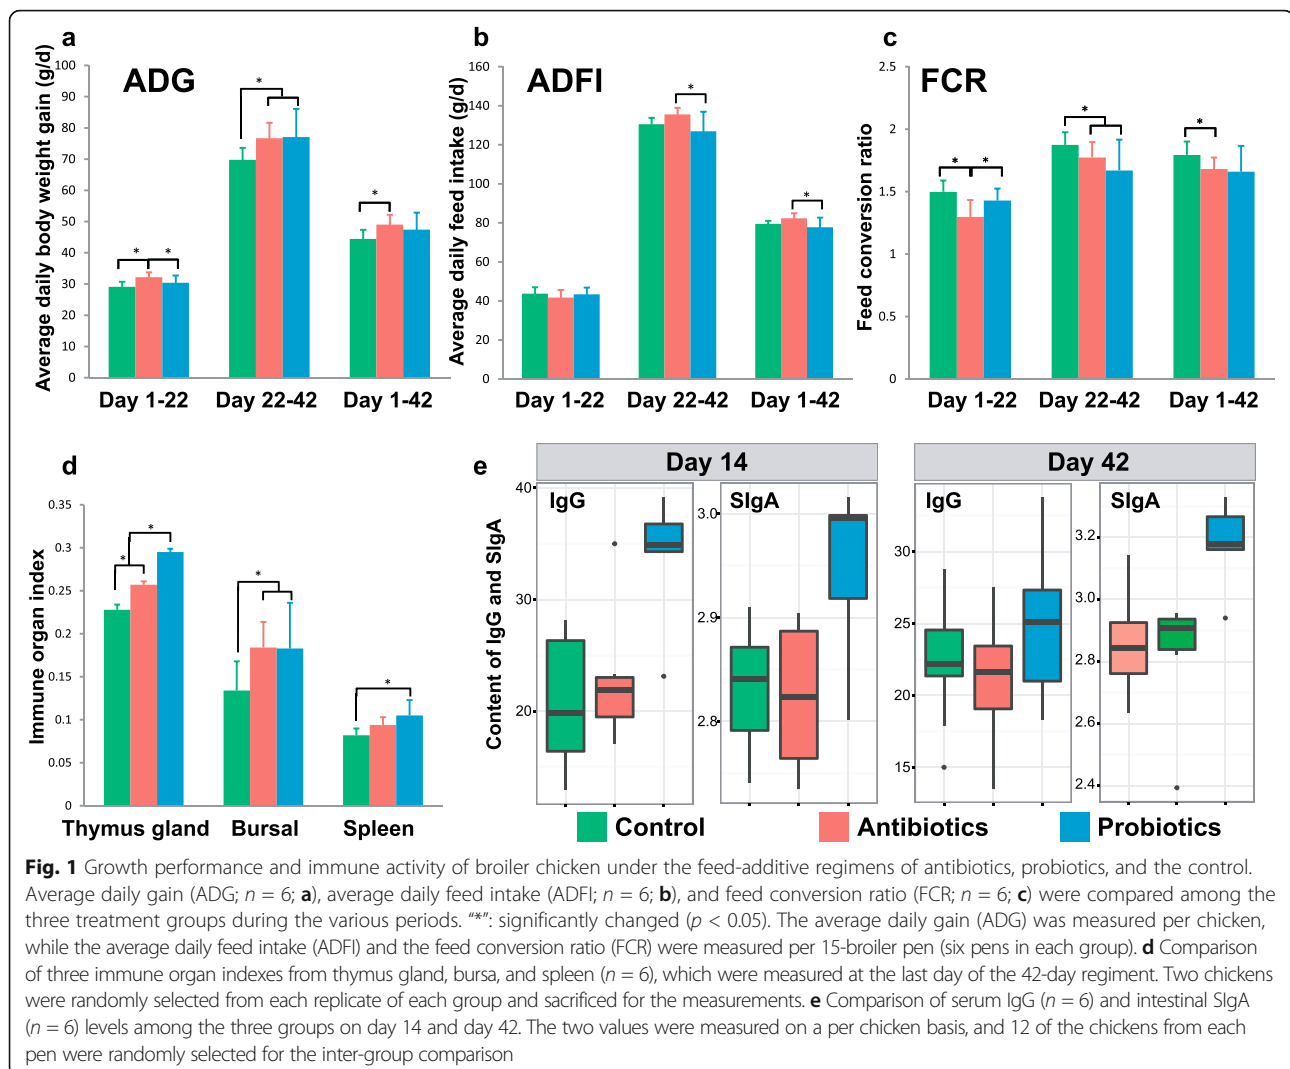 a
ADG
Average daily body weight gain (g/d)
100
90
80
70
60
50
40
30
20
10
0
*
*
*
*
Day 1-22 Day 22-42 Day 1-42
b
ADFI
Average daily feed intake (g/d)
160
140
120
100
80
60
40
20
0
*
*
Day 1-22 Day 22-42 Day 1-42
c
FCR
Feed conversion ratio
2.5
2
1.5
1
0.5
0
*
*
*
*
Day 1-22 Day 22-42 Day 1-42
d
Immune organ index
0.35
0.3
0.25
0.2
0.15
0.1
0.05
0
*
*
*
*
Thymus gland Bursal Spleen
e
Day 14
Content of IgG and SIgA
IgG
40
30
20
SIgA
3.0
2.9
2.8
Day 42
IgG
30
25
20
15
SIgA
3.2
3.0
2.8
2.6
2.4
Control Antibiotics Probiotics
Fig. 1 Growth performance and immune activity of broiler chicken under the feed-additive regimens of antibiotics, probiotics, and the control.
Average daily gain (ADG; n = 6; a), average daily feed intake (ADFI; n = 6; b), and feed conversion ratio (FCR; n = 6; c) were compared among the
three treatment groups during the various periods. “*”: significantly changed (p < 0.05). The average daily gain (ADG) was measured per chicken,
while the average daily feed intake (ADFI) and the feed conversion ratio (FCR) were measured per 15-broiler pen (six pens in each group). d Comparison
of three immune organ indexes from thymus gland, bursa, and spleen (n = 6), which were measured at the last day of the 42-day regiment. Two chickens
were randomly selected from each replicate of each group and sacrificed for the measurements. e Comparison of serum IgG (n = 6) and intestinal SIgA
(n = 6) levels among the three groups on day 14 and day 42. The two values were measured on a per chicken basis, and 12 of the chickens from each
pen were randomly selected for the inter-group comparison